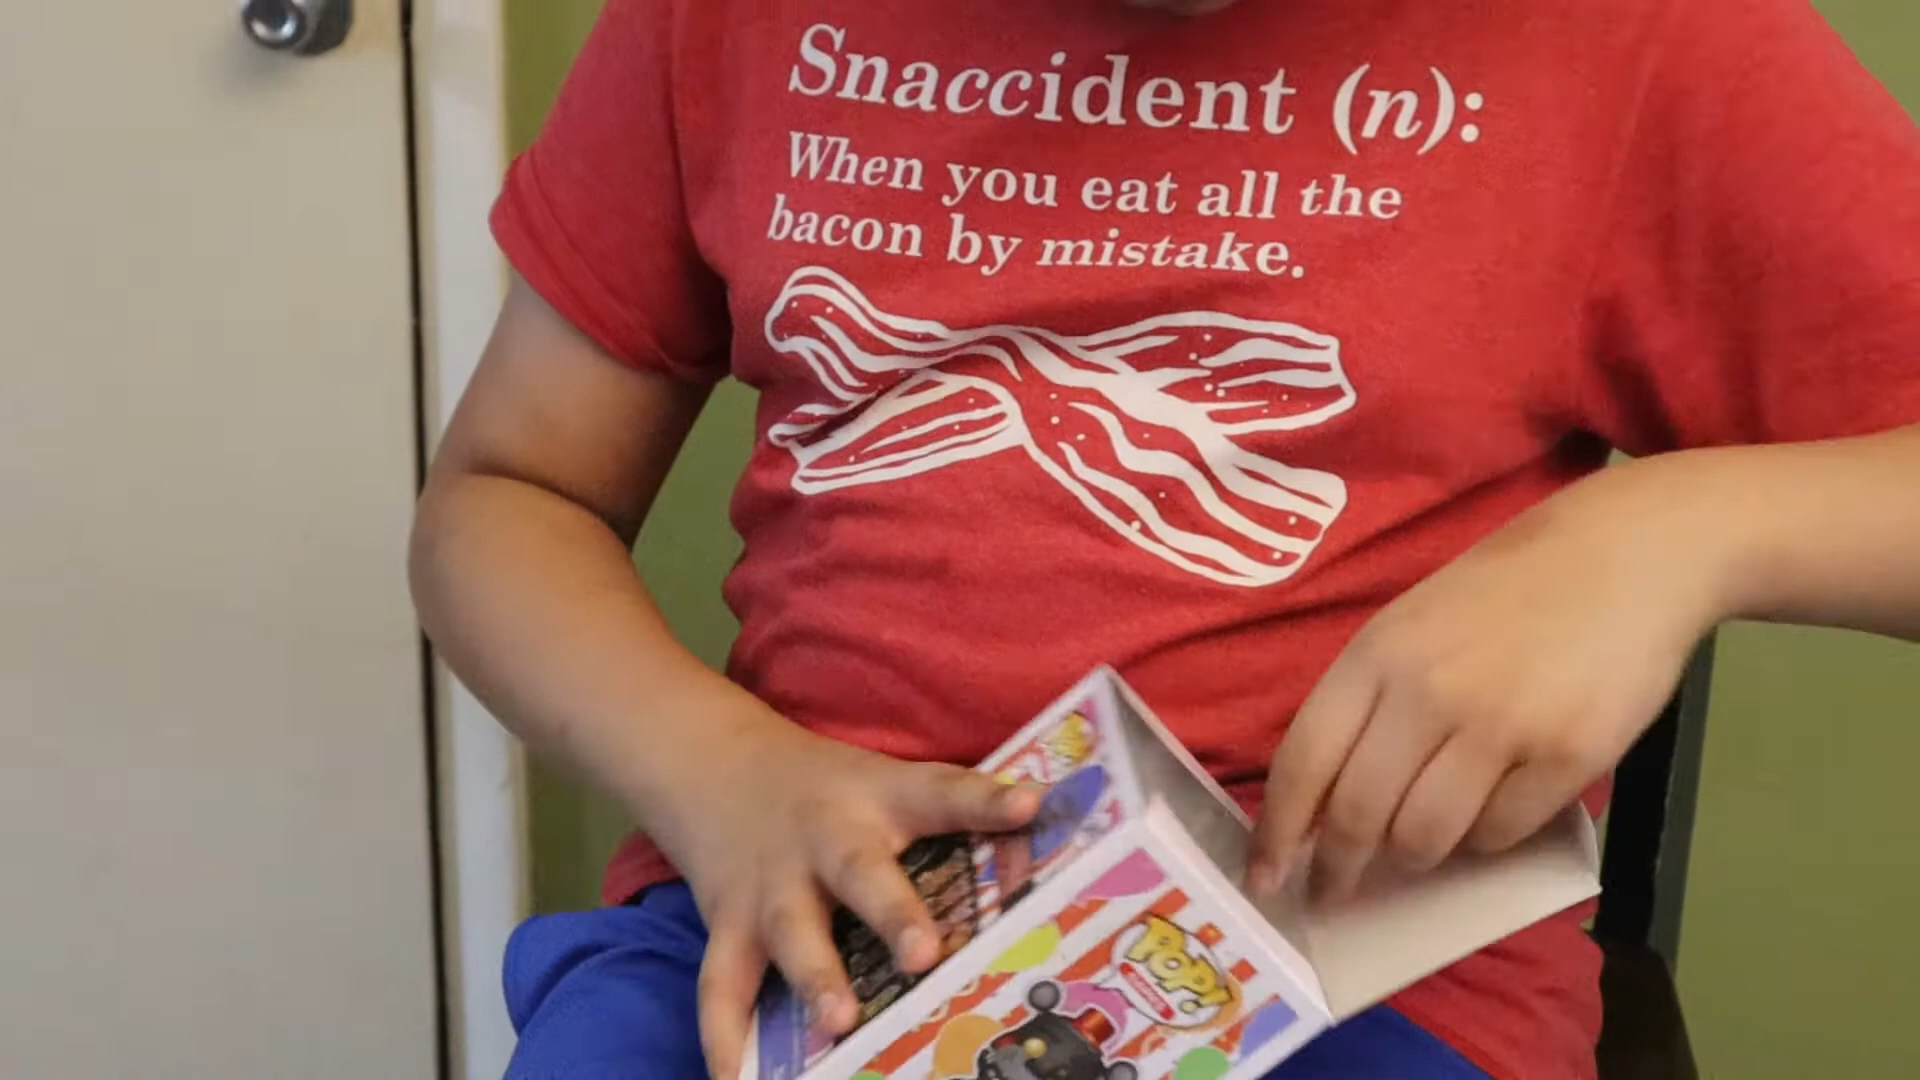 Snaccident (n):
When you eat all the
bacon by mistake.
POP!